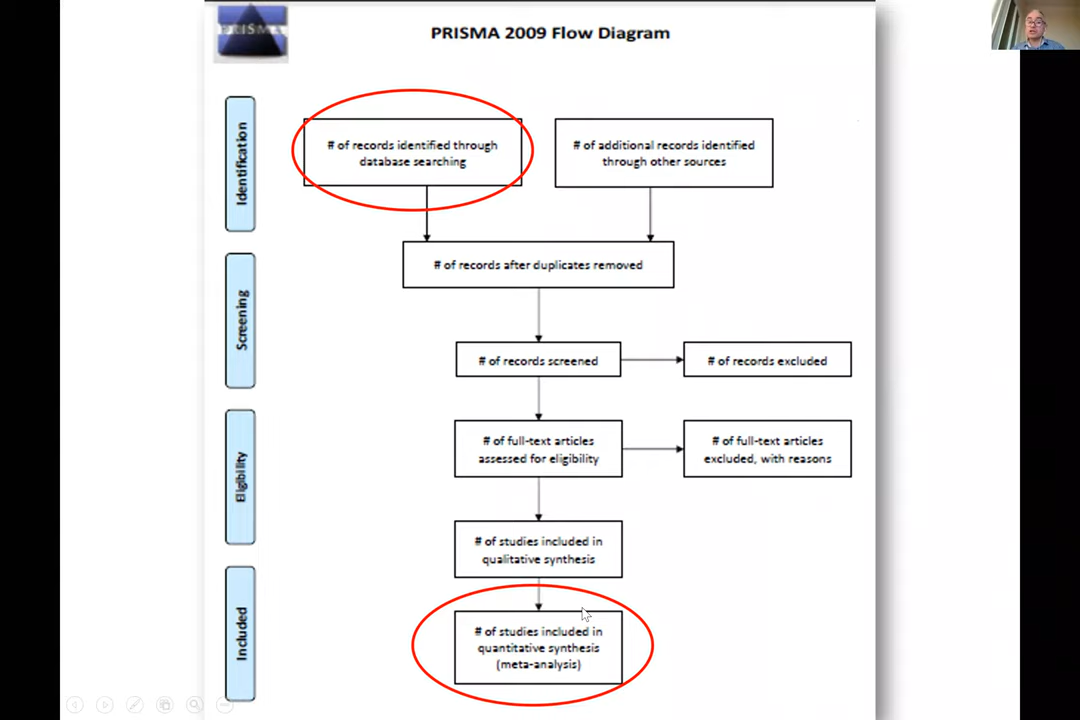 PRISMA
PRISMA 2009 Flow Diagram
Identification
# of records identified through
database searching
# of additional records identified
through other sources
# of records after duplicates removed
Screening
# of records screened
# of records excluded
Eligibility
# of full-text articles
assessed for eligibility
# of full-text articles
excluded, with reasons
# of studies included in
qualitative synthesis
Included
# of studies included in
quantitative synthesis
(meta-analysis)